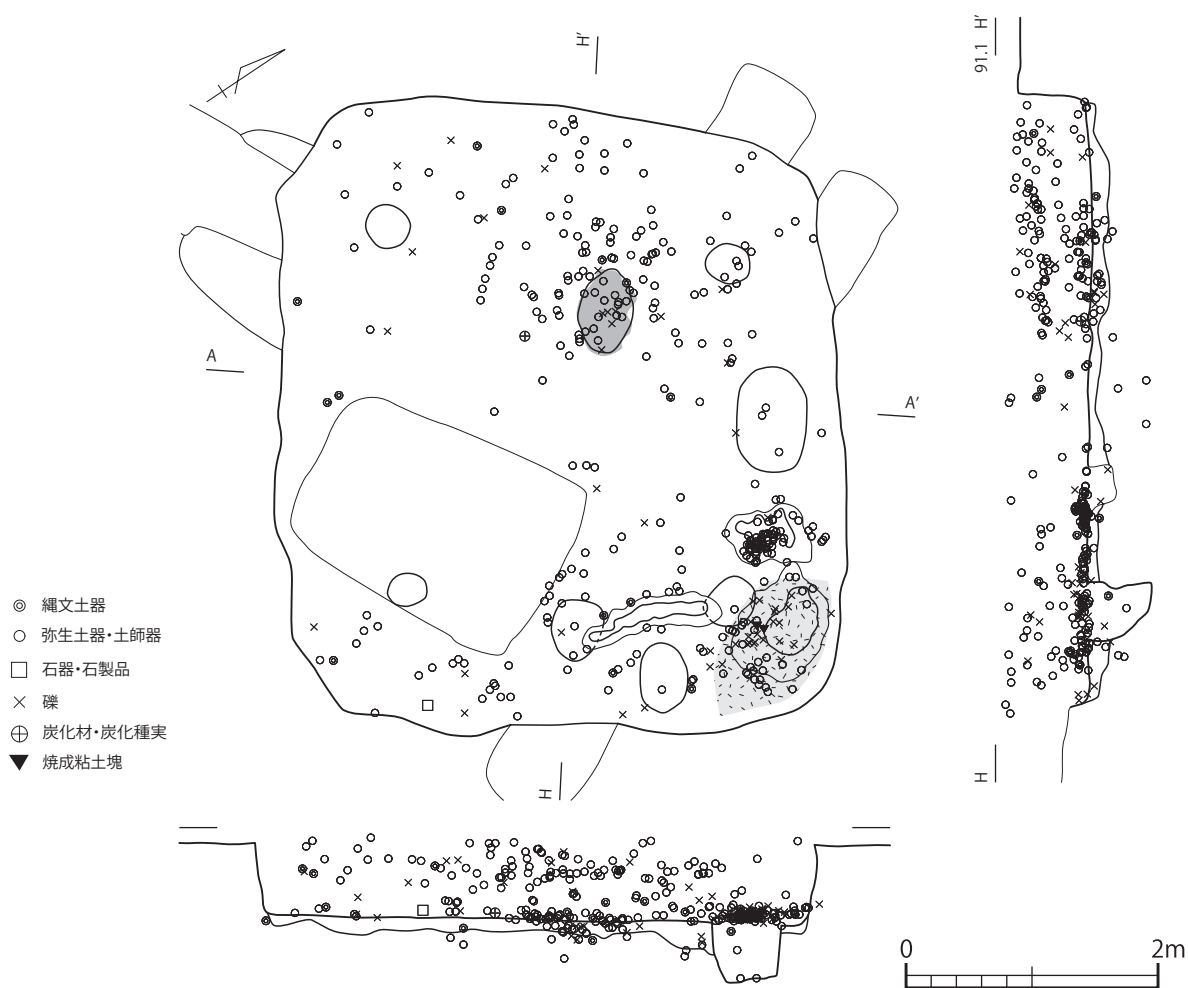 H'
91.1 H'
A
A'
縄文土器
弥生土器・土師器
石器・石製品
礫
炭化材・炭化種実
焼成粘土塊
H
H
0 2m